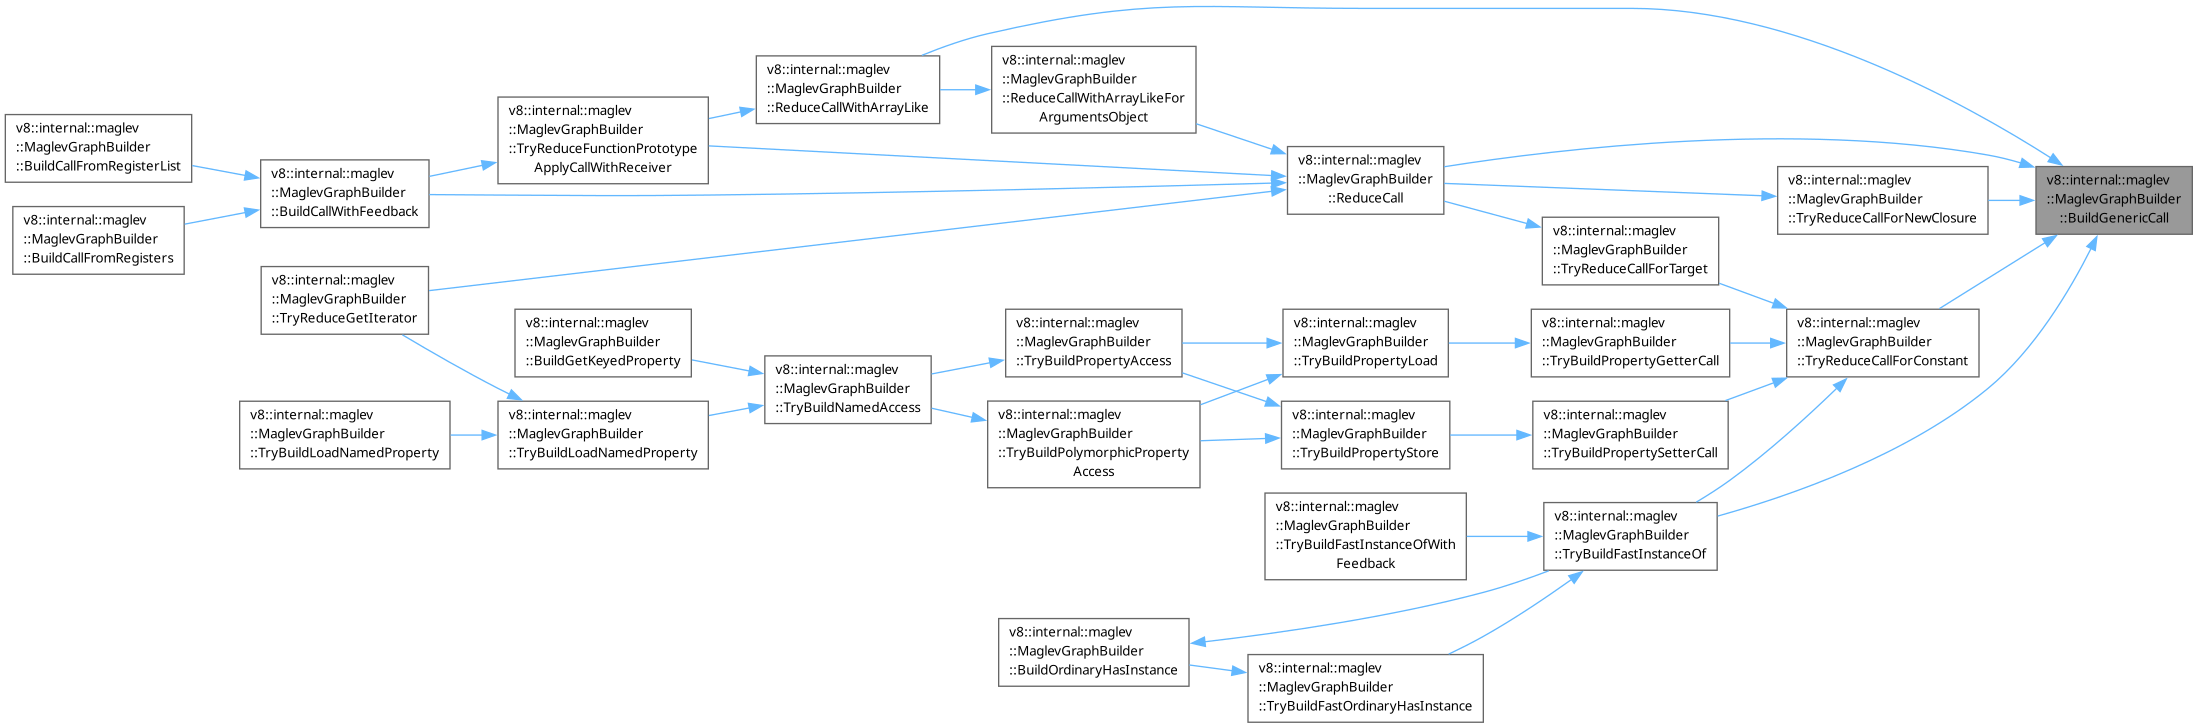 v8::internal::maglev
::MaglevGraphBuilder
::BuildCallFromRegisterList
v8::internal::maglev
::MaglevGraphBuilder
::BuildCallFromRegisters
v8::internal::maglev
::MaglevGraphBuilder
::BuildCallWithFeedback
v8::internal::maglev
::MaglevGraphBuilder
::TryReduceGetIterator
v8::internal::maglev
::MaglevGraphBuilder
::TryBuildLoadNamedProperty
v8::internal::maglev
::MaglevGraphBuilder
::TryReduceFunctionPrototype
ApplyCallWithReceiver
v8::internal::maglev
::MaglevGraphBuilder
::BuildGetKeyedProperty
v8::internal::maglev
::MaglevGraphBuilder
::TryBuildLoadNamedProperty
v8::internal::maglev
::MaglevGraphBuilder
::ReduceCallWithArrayLike
v8::internal::maglev
::MaglevGraphBuilder
::TryBuildNamedAccess
v8::internal::maglev
::MaglevGraphBuilder
::ReduceCallWithArrayLikeFor
ArgumentsObject
v8::internal::maglev
::MaglevGraphBuilder
::TryBuildPropertyAccess
v8::internal::maglev
::MaglevGraphBuilder
::TryBuildPolymorphicProperty
Access
v8::internal::maglev
::MaglevGraphBuilder
::BuildOrdinaryHasInstance
v8::internal::maglev
::MaglevGraphBuilder
::ReduceCall
v8::internal::maglev
::MaglevGraphBuilder
::TryBuildPropertyLoad
v8::internal::maglev
::MaglevGraphBuilder
::TryBuildPropertyStore
v8::internal::maglev
::MaglevGraphBuilder
::TryBuildFastInstanceOfWith
Feedback
v8::internal::maglev
::MaglevGraphBuilder
::TryBuildFastOrdinaryHasInstance
v8::internal::maglev
::MaglevGraphBuilder
::TryReduceCallForTarget
v8::internal::maglev
::MaglevGraphBuilder
::TryBuildPropertyGetterCall
v8::internal::maglev
::MaglevGraphBuilder
::TryBuildPropertySetterCall
v8::internal::maglev
::MaglevGraphBuilder
::TryBuildFastInstanceOf
v8::internal::maglev
::MaglevGraphBuilder
::TryReduceCallForNewClosure
v8::internal::maglev
::MaglevGraphBuilder
::TryReduceCallForConstant
v8::internal::maglev
::MaglevGraphBuilder
::BuildGenericCall